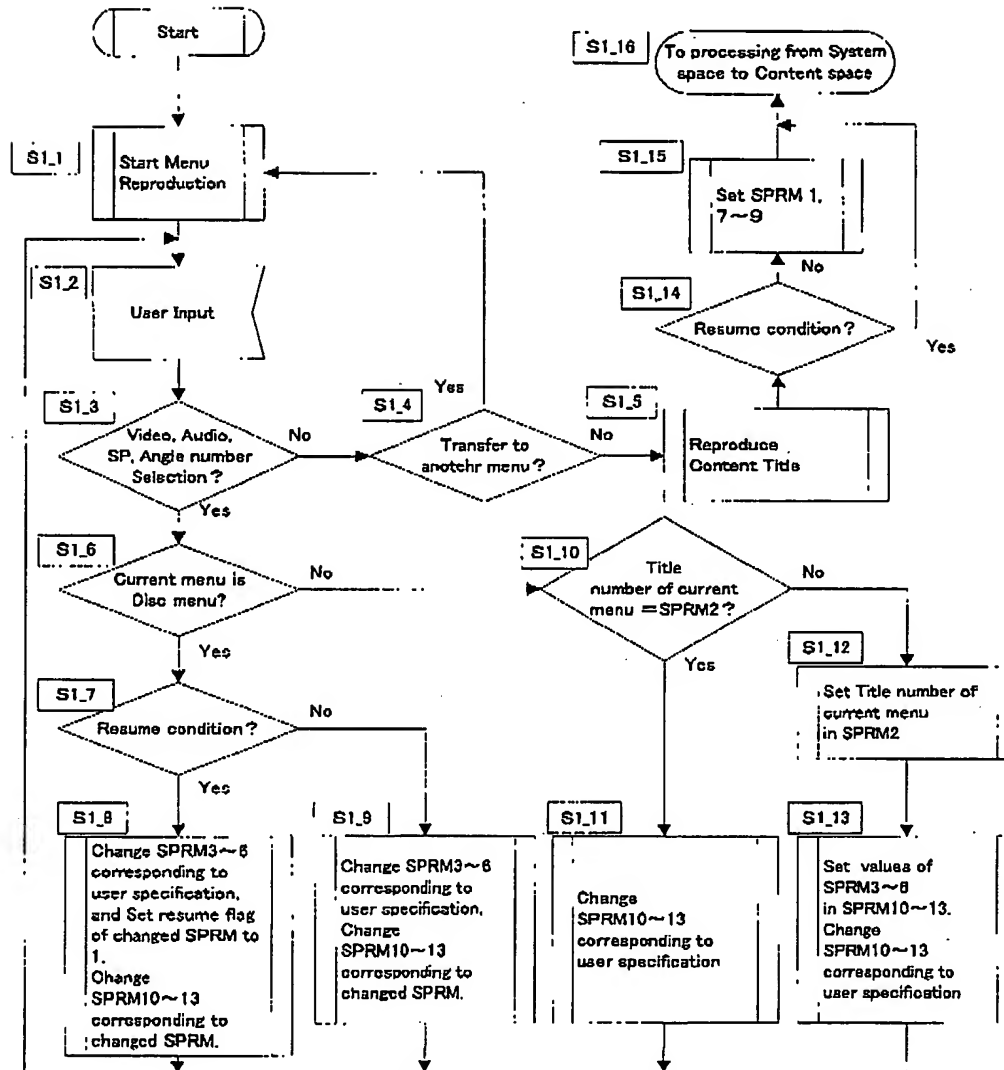 Start
S1_1
Start Menu
Reproduction
S1_2
User Input
S1_3
Video, Audio,
SP, Angle number
Selection?
No
Yes
S1_4
Transfer to
anotehr menu?
Yes
No
S1_5
Reproduce
Content Title
S1_14
Resume condition?
No
Yes
S1_15
Set SPRM 1,
7~9
S1_16
To processing from System
space to Content space
S1_6
Current menu is
Disc menu?
No
Yes
S1_7
Resume condition?
No
Yes
S1_8
Change SPRM3~6
corresponding to
user specification,
and Set resume flag
of changed SPRM to
1.
Change
SPRM10~13
corresponding to
changed SPRM.
S1_9
Change SPRM3~6
corresponding to
user specification,
Change
SPRM10~13
corresponding to
changed SPRM.
S1_10
Title
number of current
menu =SPRM2?
No
Yes
S1_11
Change
SPRM10~13
corresponding to
user specification
S1_12
Set Title number of
current menu
in SPRM2
S1_13
Set values of
SPRM3~6
in SPRM10~13.
Change
SPRM10~13
corresponding to
user specification